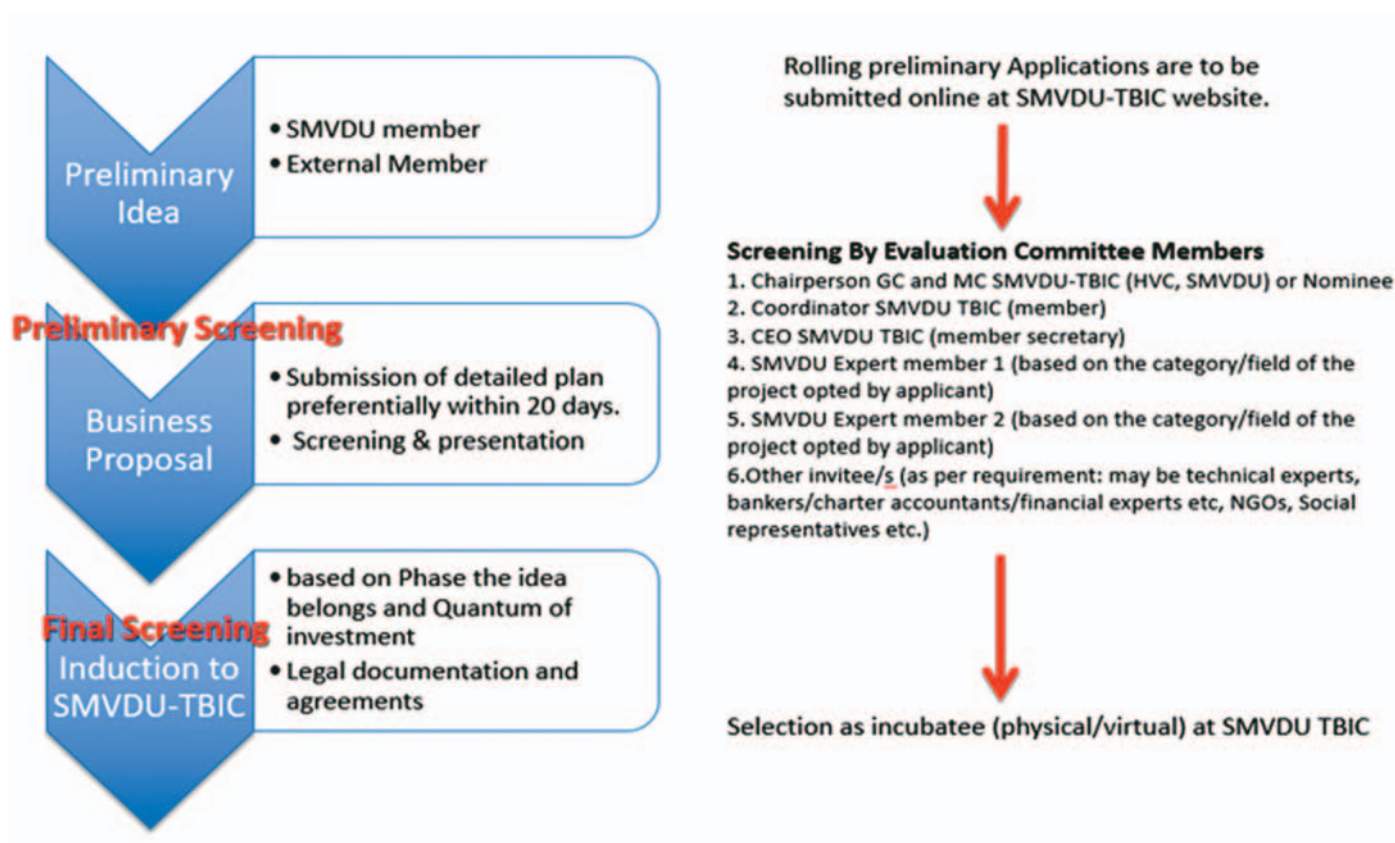 Preliminary
Idea
• SMVDU member
• External Member
Preliminary Screening
Business
Proposal
• Submission of detailed plan
preferentially within 20 days.
• Screening & presentation
Final Screening
Induction to
SMVDU-TBIC
• based on Phase the idea
belongs and Quantum of
investment
• Legal documentation and
agreements
Rolling preliminary Applications are to be
submitted online at SMVDU-TBIC website.
Screening By Evaluation Committee Members
1. Chairperson GC and MC SMVDU-TBIC (HVC, SMVDU) or Nominee
2. Coordinator SMVDU TBIC (member)
3. CEO SMVDU TBIC (member secretary)
4. SMVDU Expert member 1 (based on the category/field of the
project opted by applicant)
5. SMVDU Expert member 2 (based on the category/field of the
project opted by applicant)
6.Other invitee/s (as per requirement: may be technical experts,
bankers/charter accountants/financial experts etc, NGOs, Social
representatives etc.)
Selection as incubatee (physical/virtual) at SMVDU TBIC